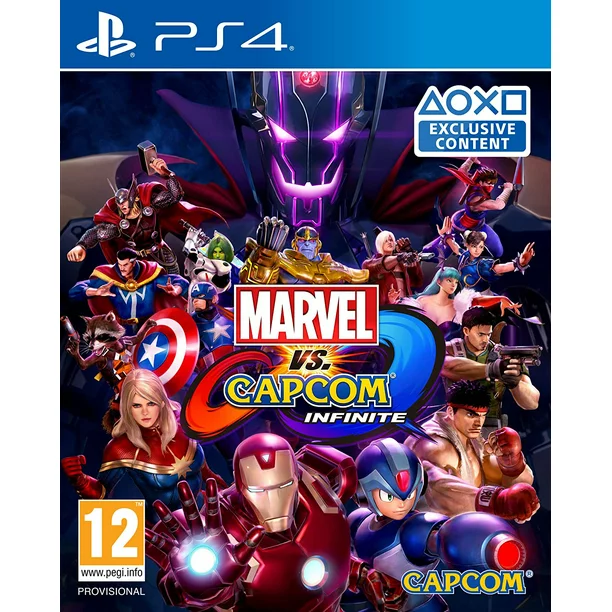 PS4
EXCLUSIVE
CONTENT
MARVEL
VS.
CAPCOM
INFINITE
12
www.pegi.info
PROVISIONAL
CAPCOM